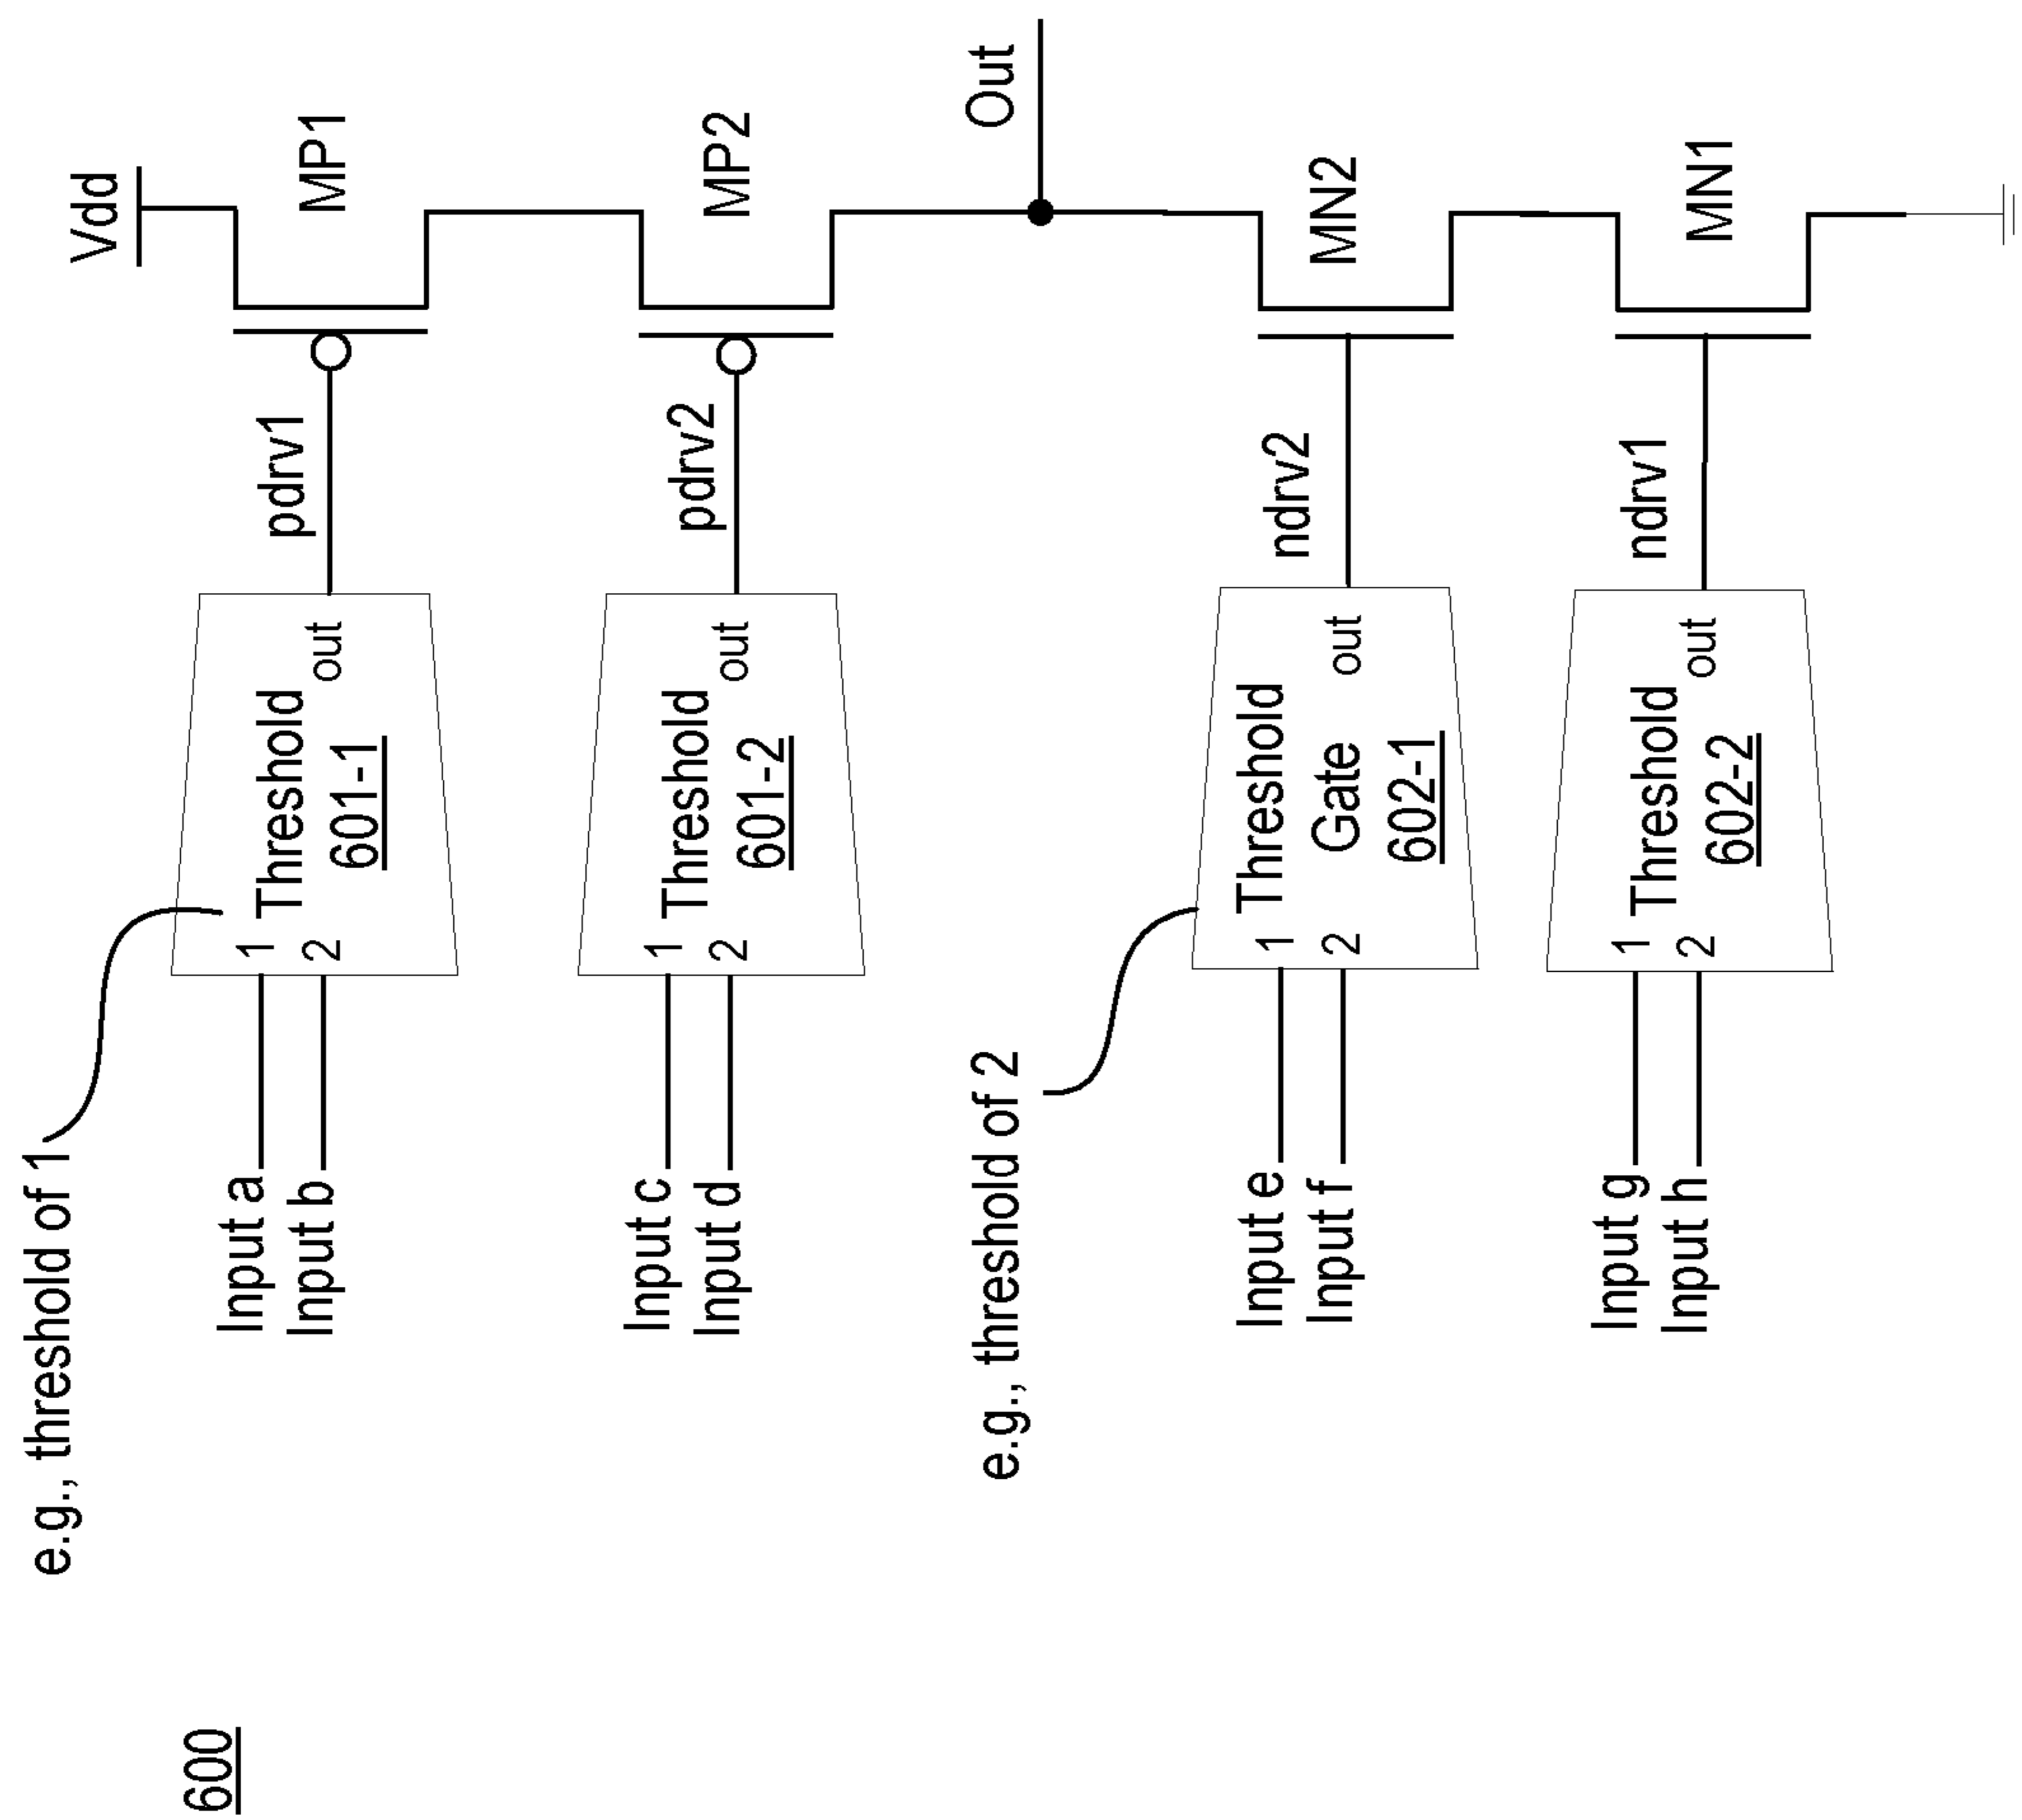 600
e.g., threshold of 1
Vdd
Input a
Input b
1
2
Threshold
601-1
out
pdrv1
MP1
Input c
Input d
1
2
Threshold
601-2
out
pdrv2
MP2
Out
e.g., threshold of 2
Input e
Input f
1
2
Threshold
Gate
602-1
out
ndrv2
MN2
Input g
Input h
1
2
Threshold
602-2
out
ndrv1
MN1